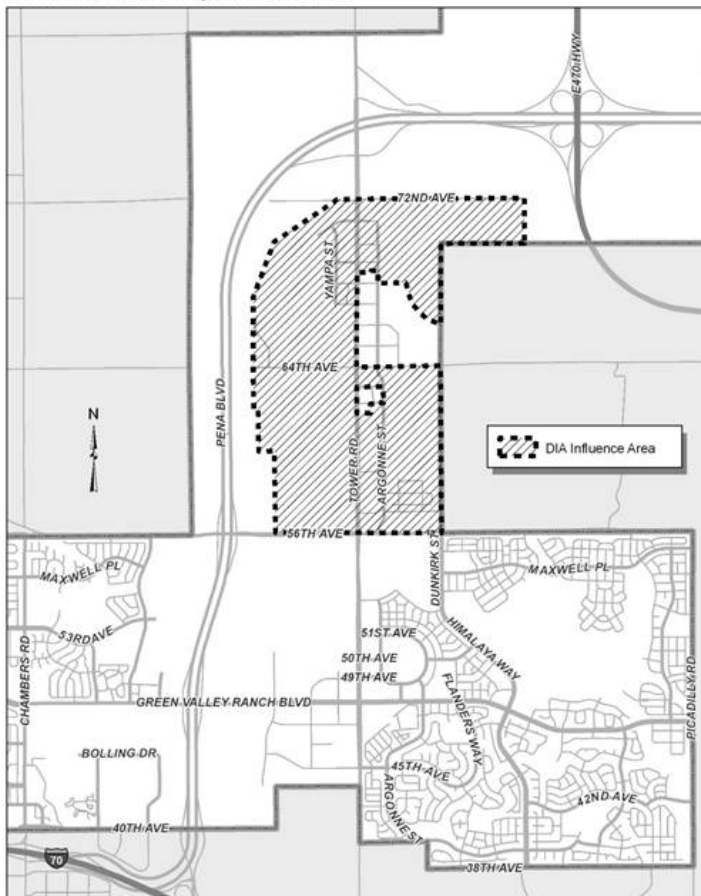 E470 HWY
72ND AVE
YAMPA ST
64TH AVE
PENA BLVD
N
TOWER RD
ARGONNE ST
DIA Influence Area
56TH AVE
DUNKIRK ST
MAXWELL PL
MAXWELL PL
53RD AVE
51ST AVE
HIMALAYA WAY
50TH AVE
49TH AVE
CHAMBERS RD
GREEN VALLEY RANCH BLVD
FLANDERS WAY
PICADILLY RD
BOLLING DR
45TH AVE
ARGONNE ST
42ND AVE
40TH AVE
70
38TH AVE